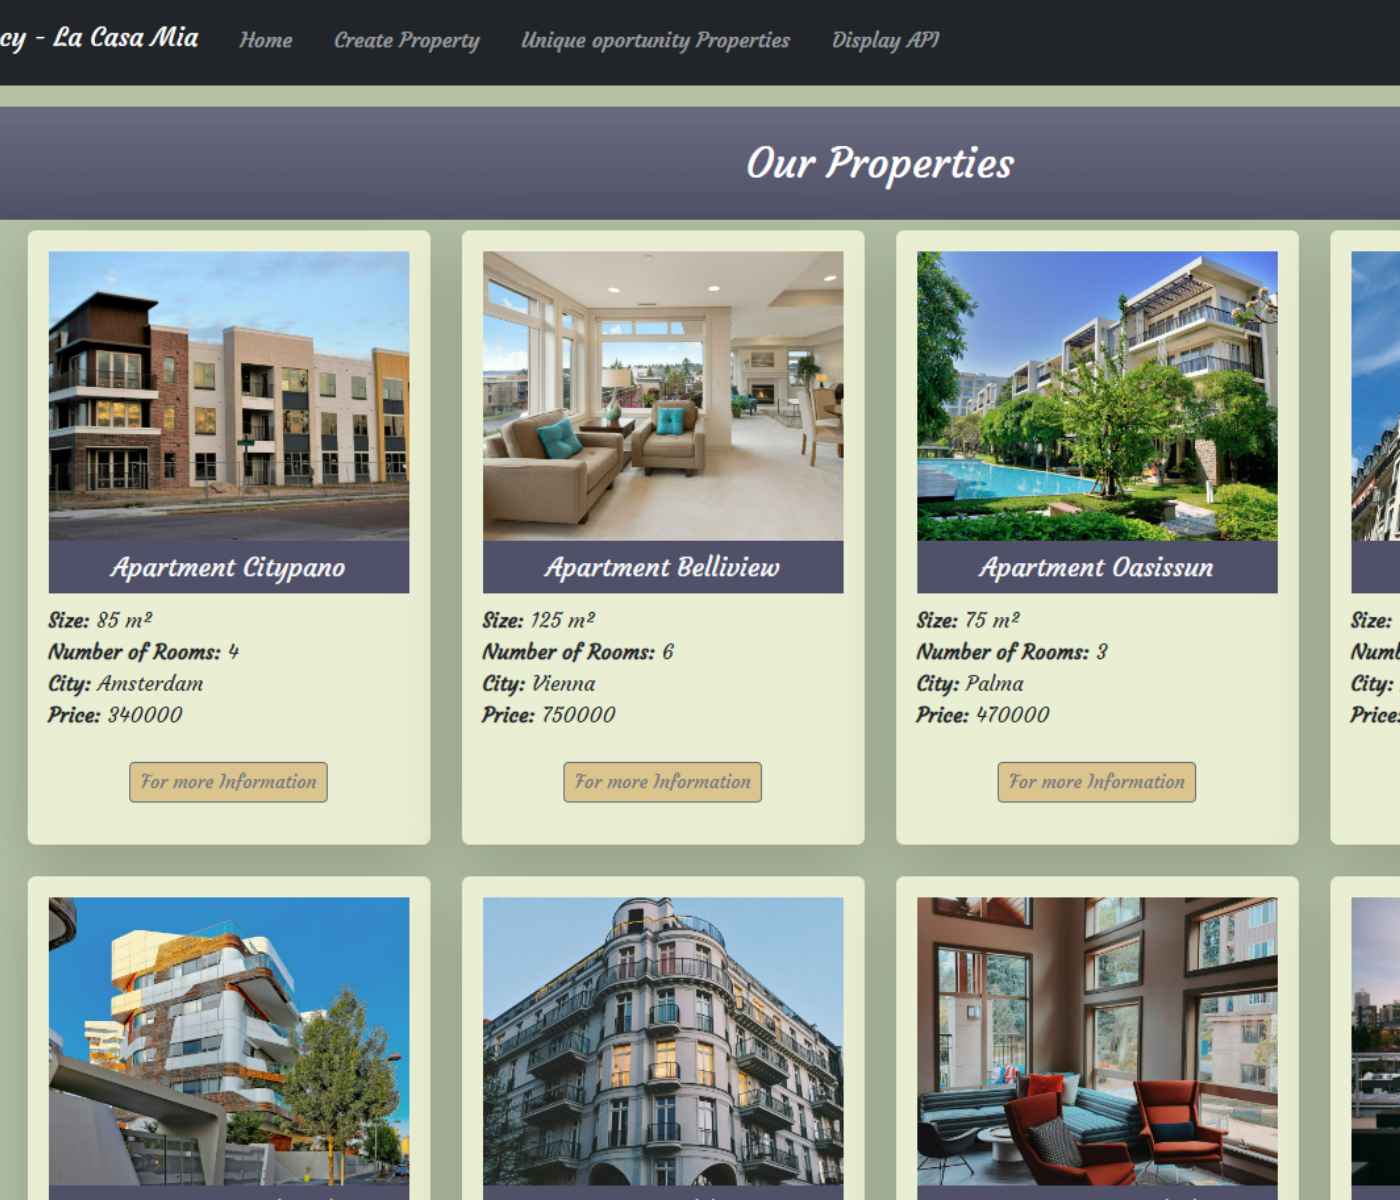 cy - La Casa Mia Home Create Property Unique oportunity Properties Display API
Our Properties
Apartment Citypano
Size: 85 m²
Number of Rooms: 4
City: Amsterdam
Price: 340000
For more Information
Apartment Belliview
Size: 125 m²
Number of Rooms: 6
City: Vienna
Price: 750000
For more Information
Apartment Oasissun
Size: 75 m²
Number of Rooms: 3
City: Palma
Price: 470000
For more Information
Size:
Numb
City:
Price: